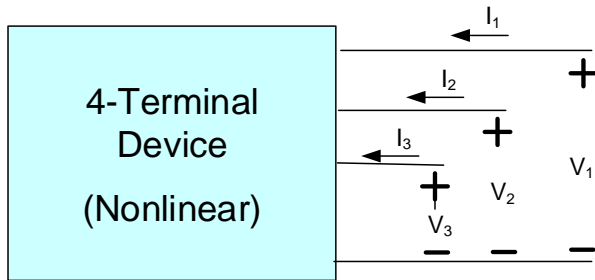 4-Terminal
Device
(Nonlinear)
I₁
I₂
I₃
V₁
V₂
V₃